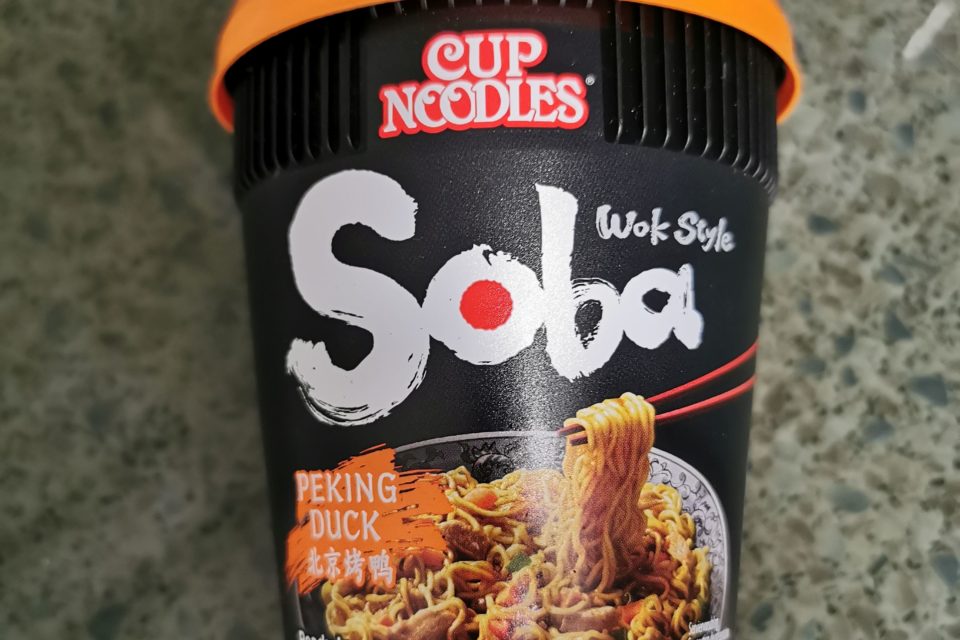 CUP
NOODLES®
Soba
Wok Style
PEKING
DUCK
北京烤鸭